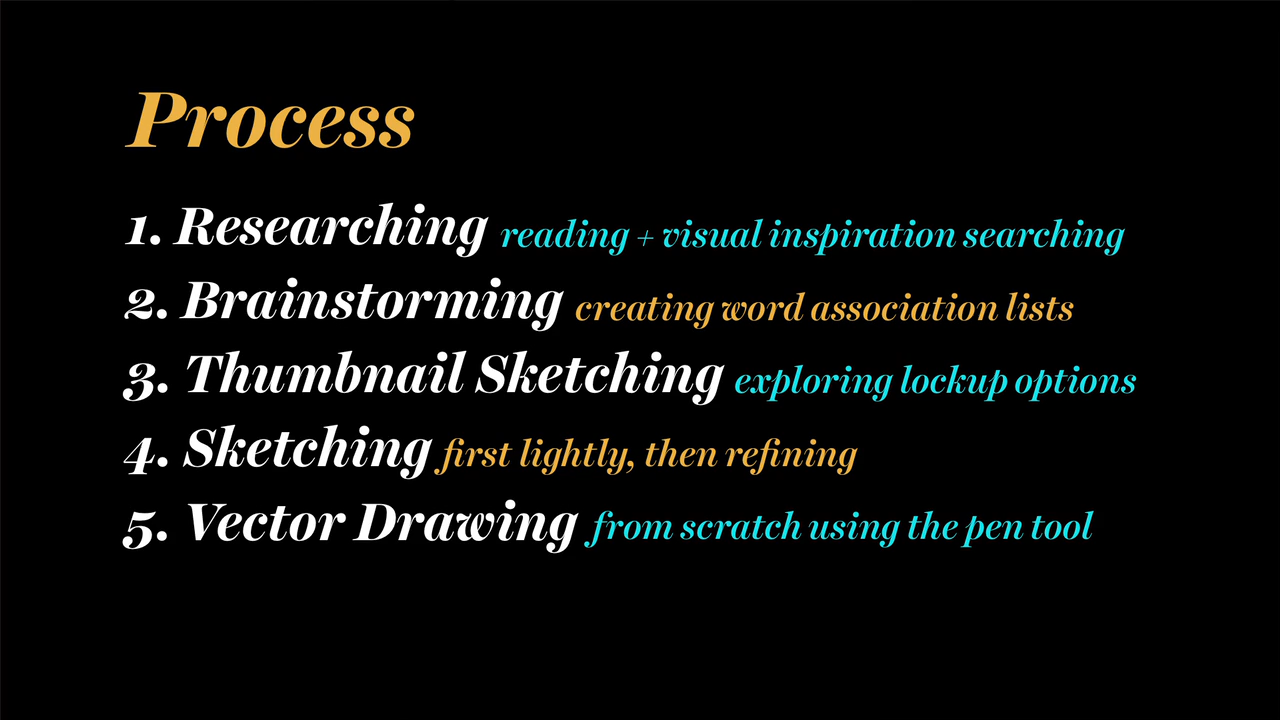 Process
1. Researching reading + visual inspiration searching
2. Brainstorming creating word association lists
3. Thumbnail Sketching exploring lockup options
4. Sketching first lightly, then refining
5. Vector Drawing from scratch using the pen tool